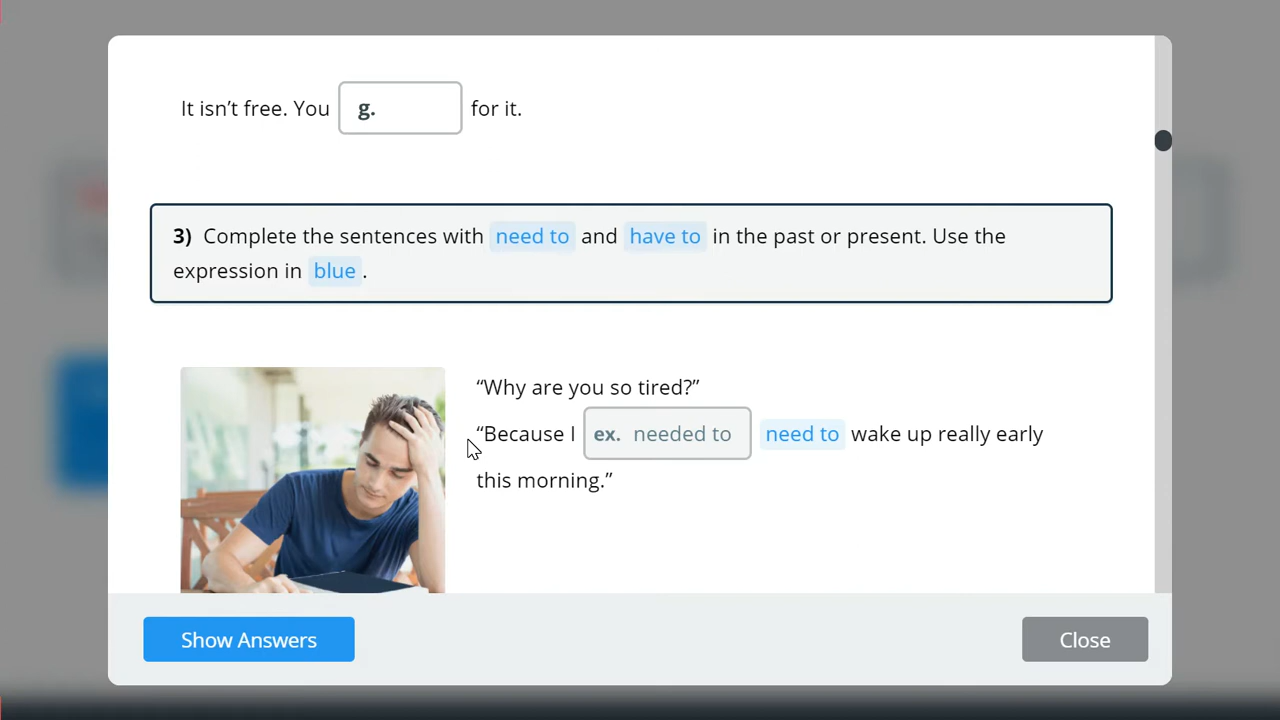 It isn’t free. You g. for it.
3) Complete the sentences with need to and have to in the past or present. Use the
expression in blue .
“Why are you so tired?”
“Because I ex. needed to need to wake up really early
this morning.”
Show Answers Close